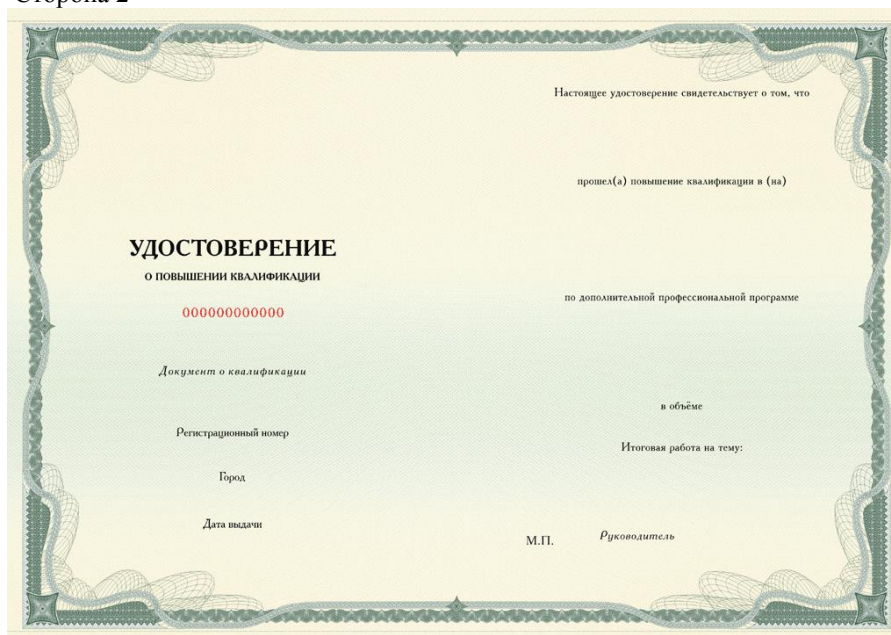 Сторона 2
УДОСТОВЕРЕНИЕ
О ПОВЫШЕНИИ КВАЛИФИКАЦИИ
000000000000
Документ о квалификации
Регистрационный номер
Город
Дата выдачи
Настоящее удостоверение свидетельствует о том, что
прошел(а) повышение квалификации в (на)
по дополнительной профессиональной программе
в объёме
Итоговая работа на тему:
М.П.
Руководитель